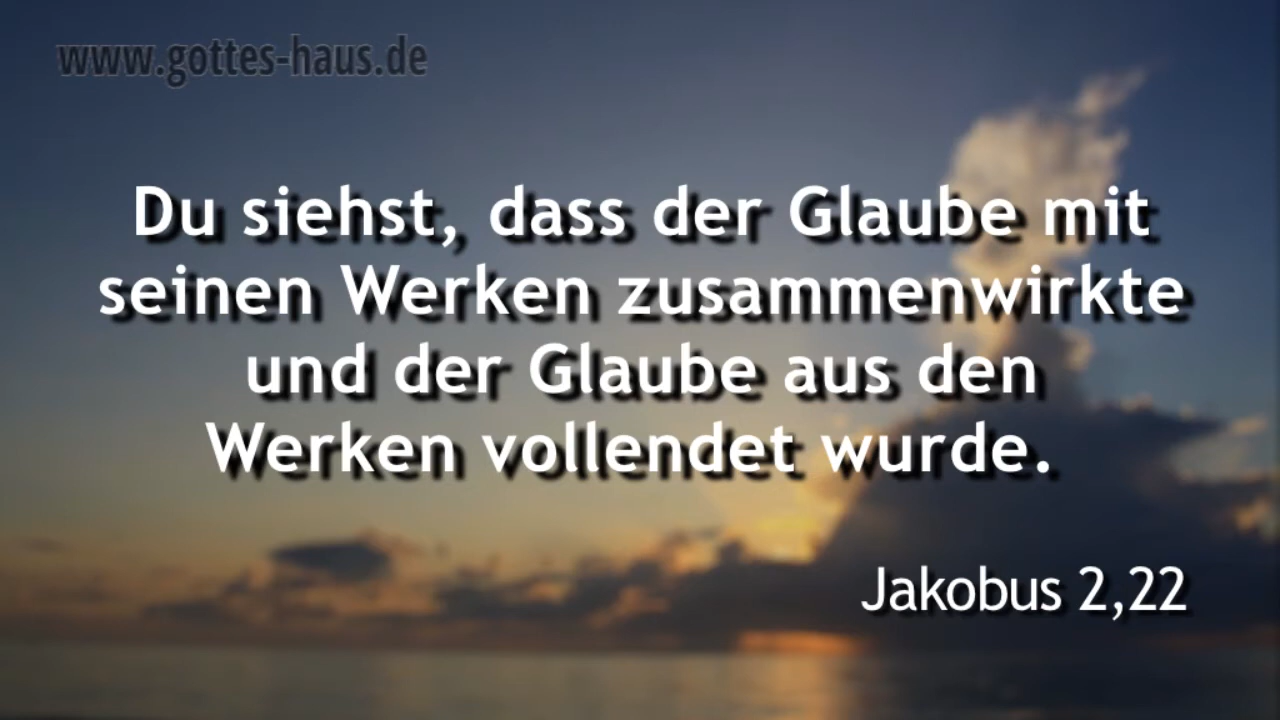 www.gottes-haus.de
Du siehst, dass der Glaube mit
seinen Werken zusammenwirkte
und der Glaube aus den
Werken vollendet wurde.
Jakobus 2,22